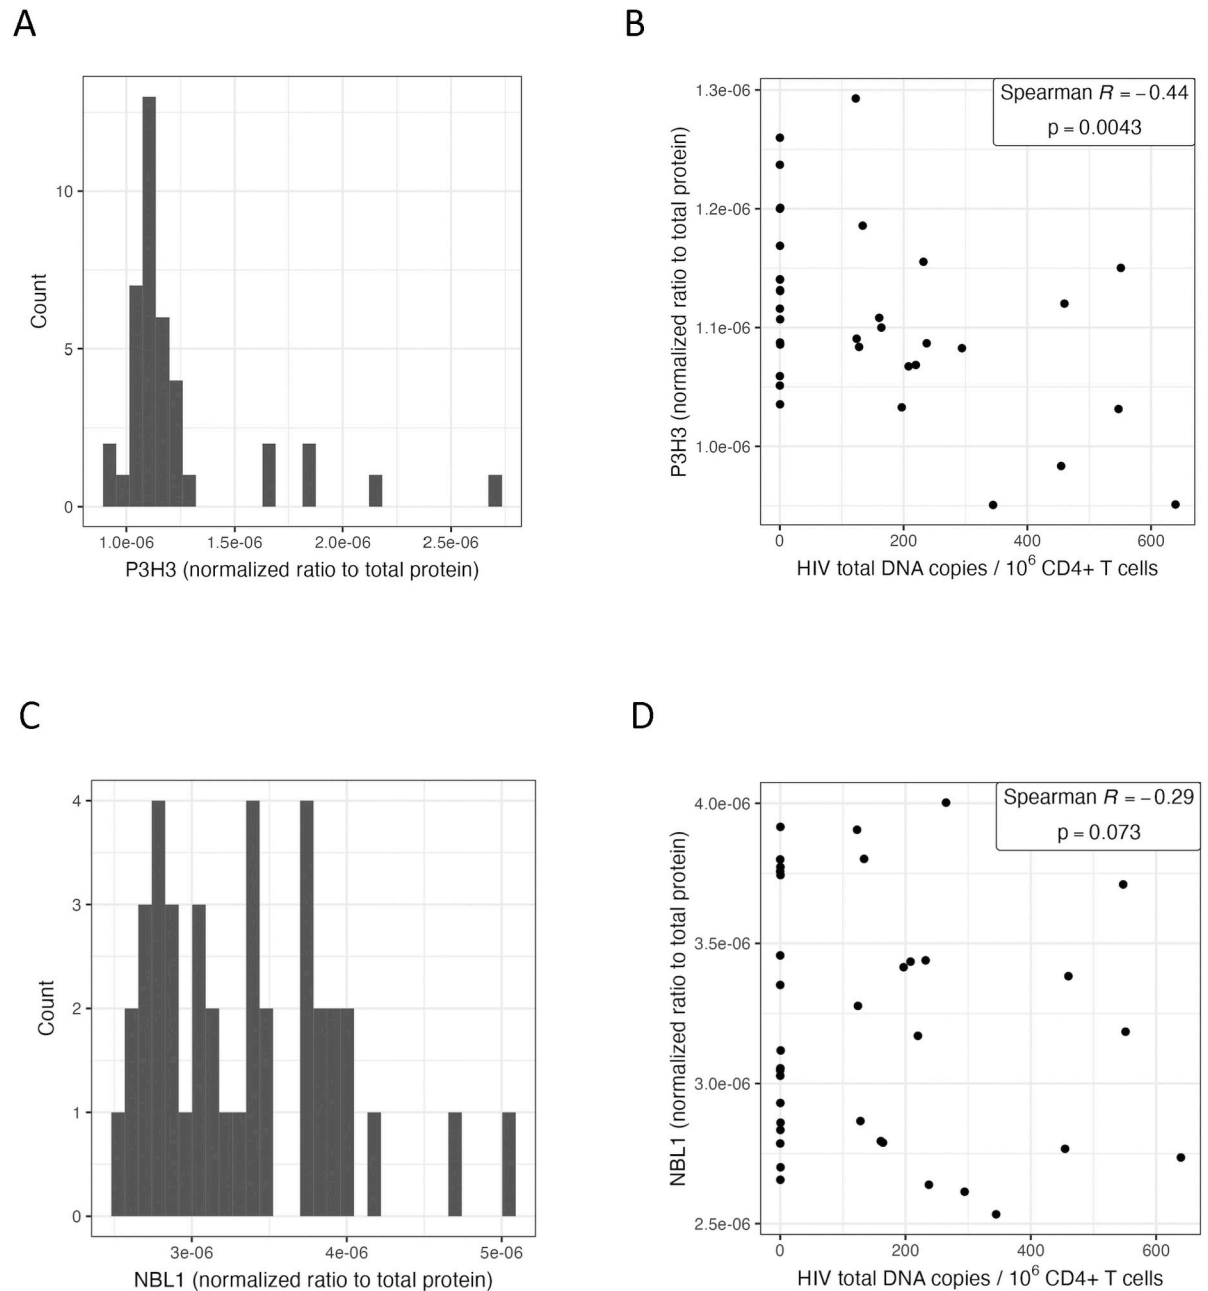 A
B
10
5
0
Count
1.0e-06 1.5e-06 2.0e-06 2.5e-06
P3H3 (normalized ratio to total protein)
1.3e-06
1.2e-06
1.1e-06
1.0e-06
P3H3 (normalized ratio to total protein)
Spearman R = −0.44
p = 0.0043
0 200 400 600
HIV total DNA copies / 10⁶ CD4+ T cells
C
D
4
3
2
1
0
Count
3e-06 4e-06 5e-06
NBL1 (normalized ratio to total protein)
4.0e-06
3.5e-06
3.0e-06
2.5e-06
NBL1 (normalized ratio to total protein)
Spearman R = −0.29
p = 0.073
0 200 400 600
HIV total DNA copies / 10⁶ CD4+ T cells